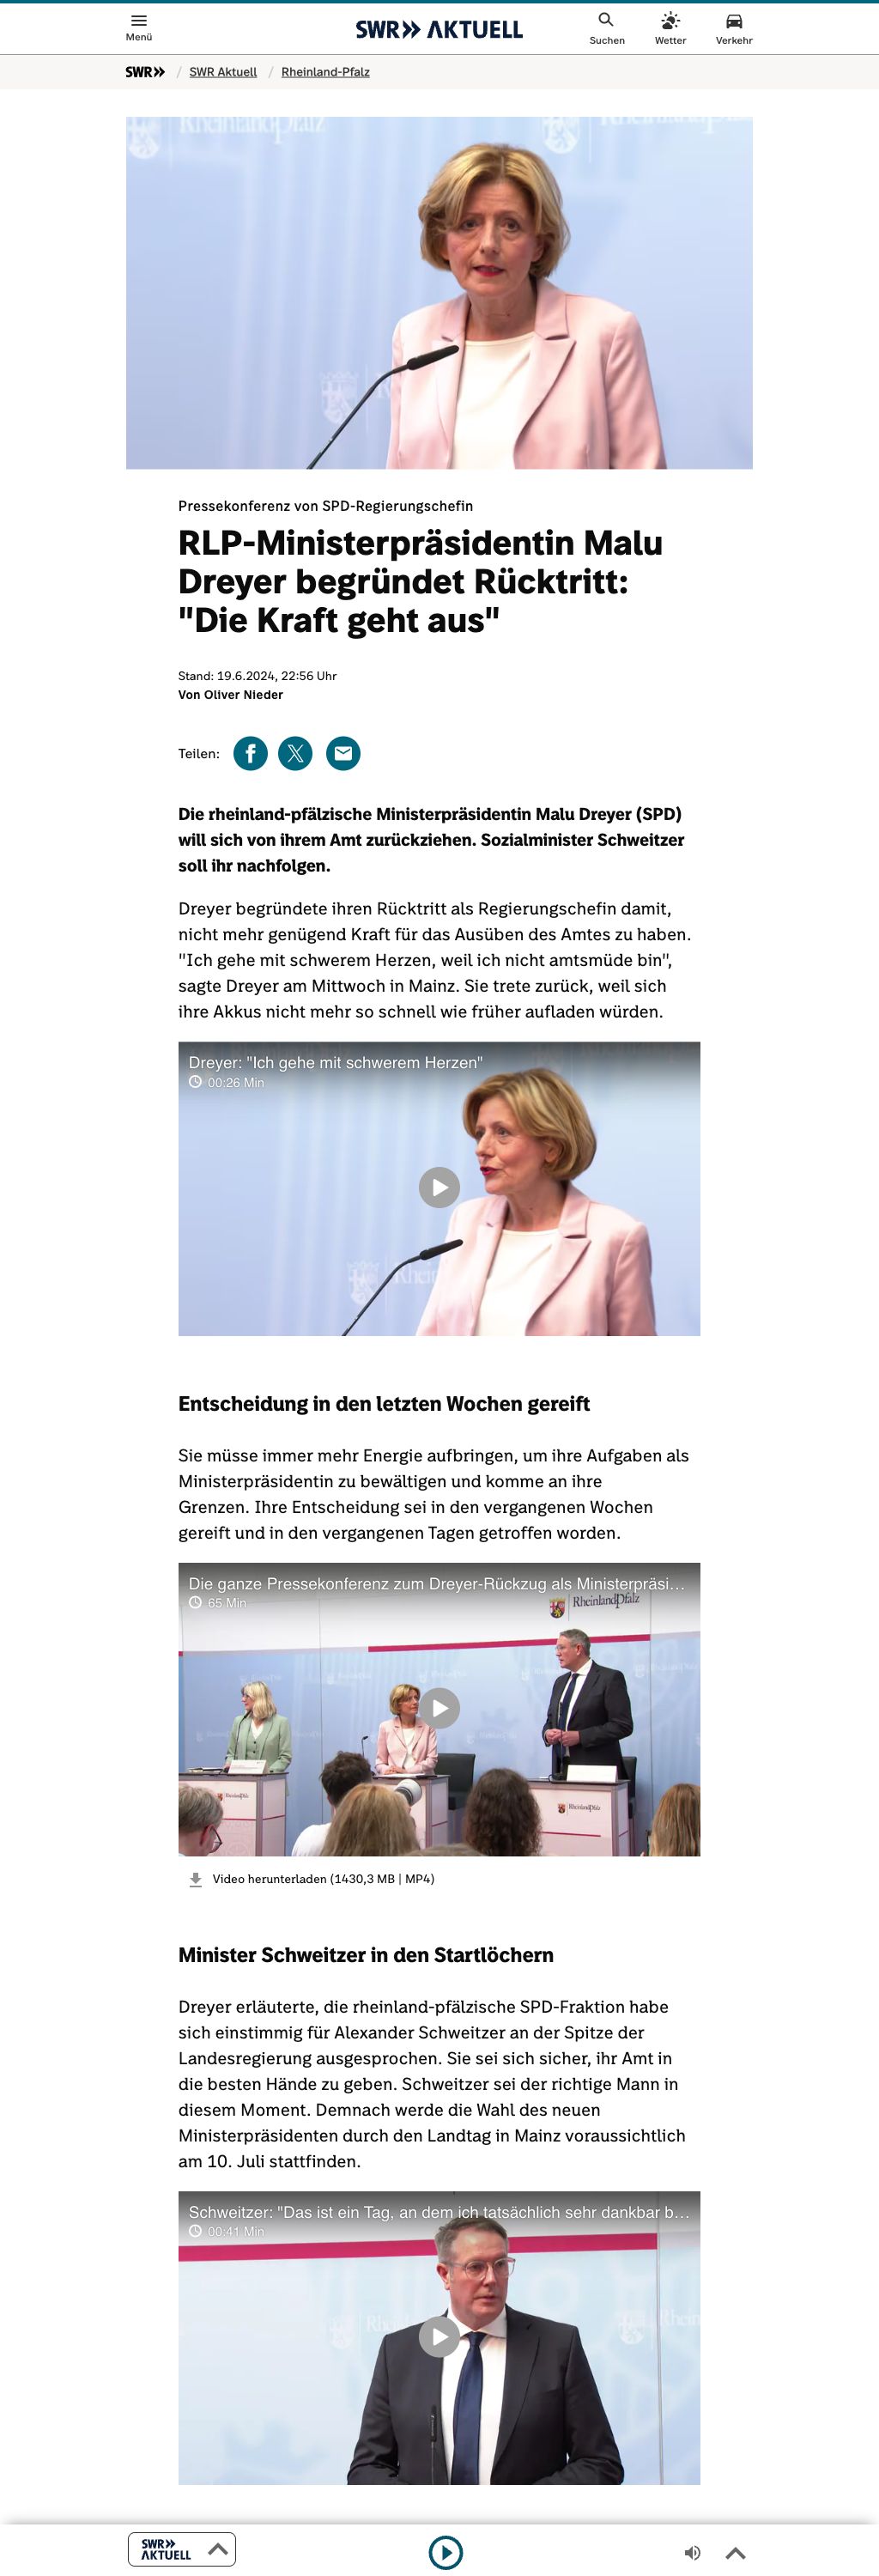 Menü
SWR» AKTUELL
Suchen
Wetter
Verkehr
SWR» / SWR Aktuell / Rheinland-Pfalz
Pressekonferenz von SPD-Regierungschefin
RLP-Ministerpräsidentin Malu
Dreyer begründet Rücktritt:
"Die Kraft geht aus"
Stand: 19.6.2024, 22:56 Uhr
Von Oliver Nieder
Teilen:
Die rheinland-pfälzische Ministerpräsidentin Malu Dreyer (SPD)
will sich von ihrem Amt zurückziehen. Sozialminister Schweitzer
soll ihr nachfolgen.
Dreyer begründete ihren Rücktritt als Regierungschefin damit,
nicht mehr genügend Kraft für das Ausüben des Amtes zu haben.
"Ich gehe mit schwerem Herzen, weil ich nicht amtsmüde bin",
sagte Dreyer am Mittwoch in Mainz. Sie trete zurück, weil sich
ihre Akkus nicht mehr so schnell wie früher aufladen würden.
Dreyer: "Ich gehe mit schwerem Herzen"
00:26 Min
Entscheidung in den letzten Wochen gereift
Sie müsse immer mehr Energie aufbringen, um ihre Aufgaben als
Ministerpräsidentin zu bewältigen und komme an ihre
Grenzen. Ihre Entscheidung sei in den vergangenen Wochen
gereift und in den vergangenen Tagen getroffen worden.
Die ganze Pressekonferenz zum Dreyer-Rückzug als Ministerpräsi...
65 Min
RheinlandPfalz
Video herunterladen (1430,3 MB | MP4)
Minister Schweitzer in den Startlöchern
Dreyer erläuterte, die rheinland-pfälzische SPD-Fraktion habe
sich einstimmig für Alexander Schweitzer an der Spitze der
Landesregierung ausgesprochen. Sie sei sich sicher, ihr Amt in
die besten Hände zu geben. Schweitzer sei der richtige Mann in
diesem Moment. Demnach werde die Wahl des neuen
Ministerpräsidenten durch den Landtag in Mainz voraussichtlich
am 10. Juli stattfinden.
Schweitzer: "Das ist ein Tag, an dem ich tatsächlich sehr dankbar b...
00:41 Min
SWR»
AKTUELL